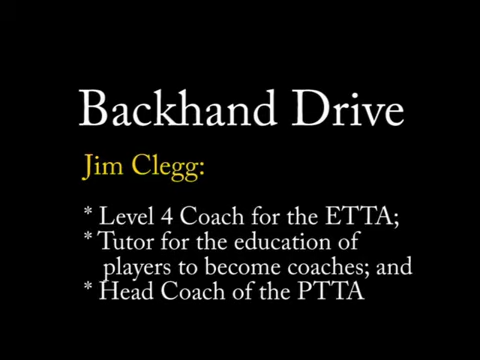 Backhand Drive
Jim Clegg:
* Level 4 Coach for the ETTA;
* Tutor for the education of
players to become coaches; and
* Head Coach of the PTTA